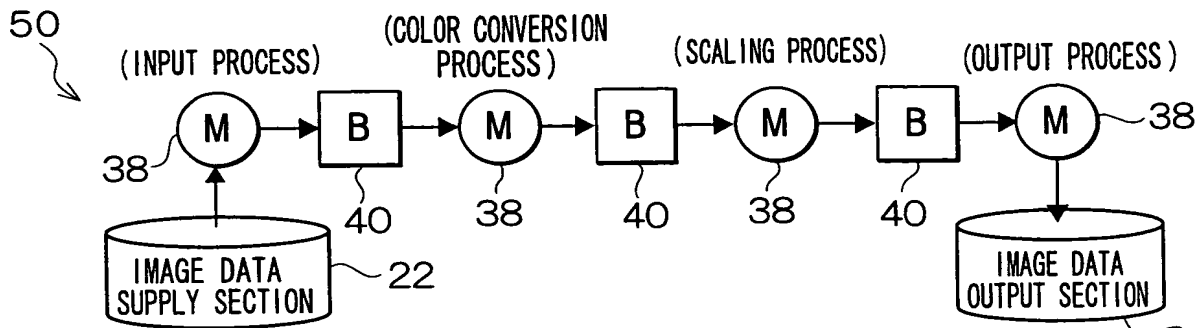 50
(INPUT PROCESS)
(COLOR CONVERSION
PROCESS)
(SCALING PROCESS)
(OUTPUT PROCESS)
M
B
M
B
M
B
M
38
38
40
38
40
38
40
IMAGE DATA
SUPPLY SECTION
22
IMAGE DATA
OUTPUT SECTION